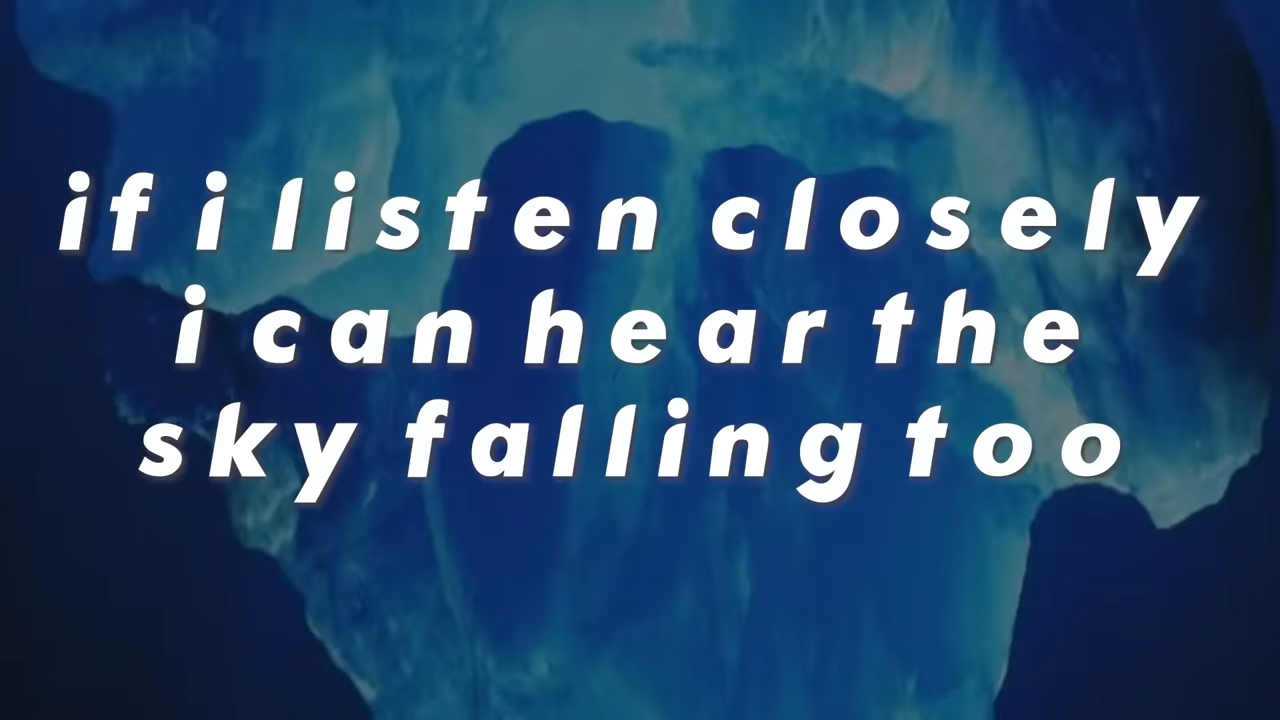 if i listen closely
i can hear the
sky falling too